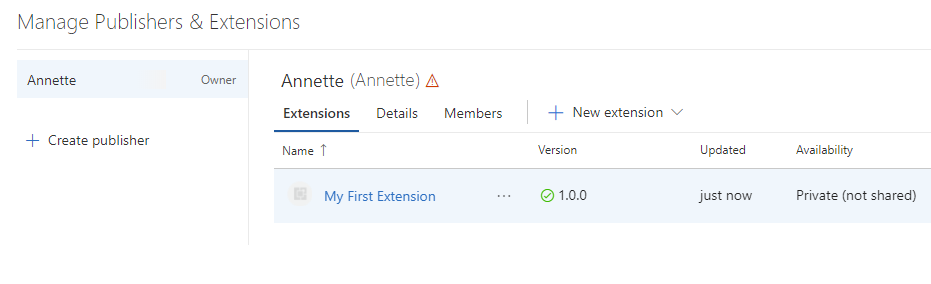 Manage Publishers & Extensions
Annette Owner
+ Create publisher
Annette (Annette)
Extensions Details Members + New extension
Name ↑ Version Updated Availability
My First Extension ... 1.0.0 just now Private (not shared)